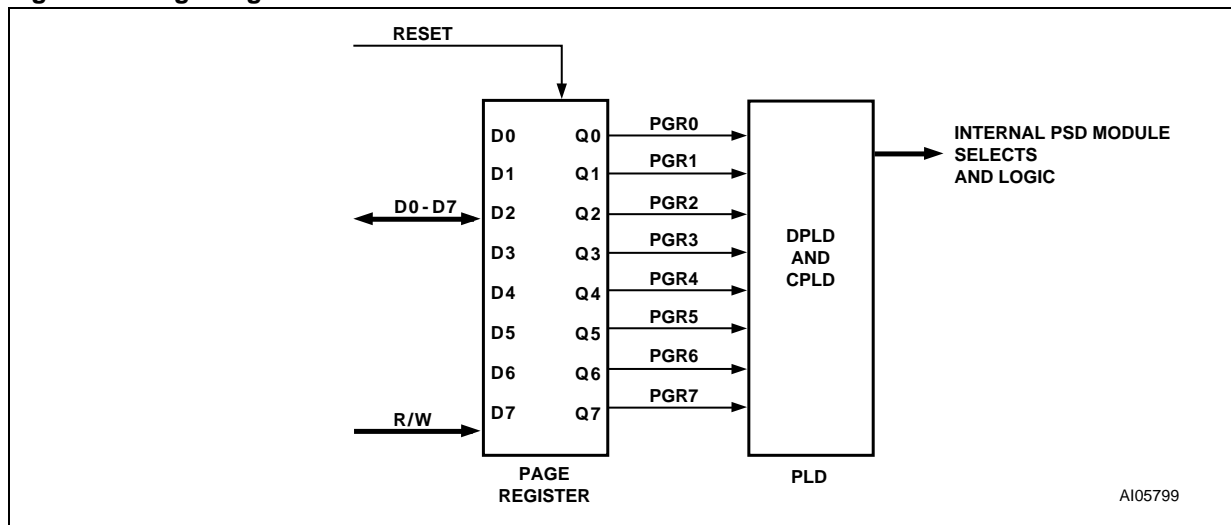 RESET
D0
Q0
PGR0
D1
Q1
PGR1
D0-D7
D2
Q2
PGR2
D3
Q3
PGR3
D4
Q4
PGR4
D5
Q5
PGR5
D6
Q6
PGR6
R/W
D7
Q7
PGR7
DPLD
AND
CPLD
INTERNAL PSD MODULE
SELECTS
AND LOGIC
PAGE
REGISTER
PLD
AI05799